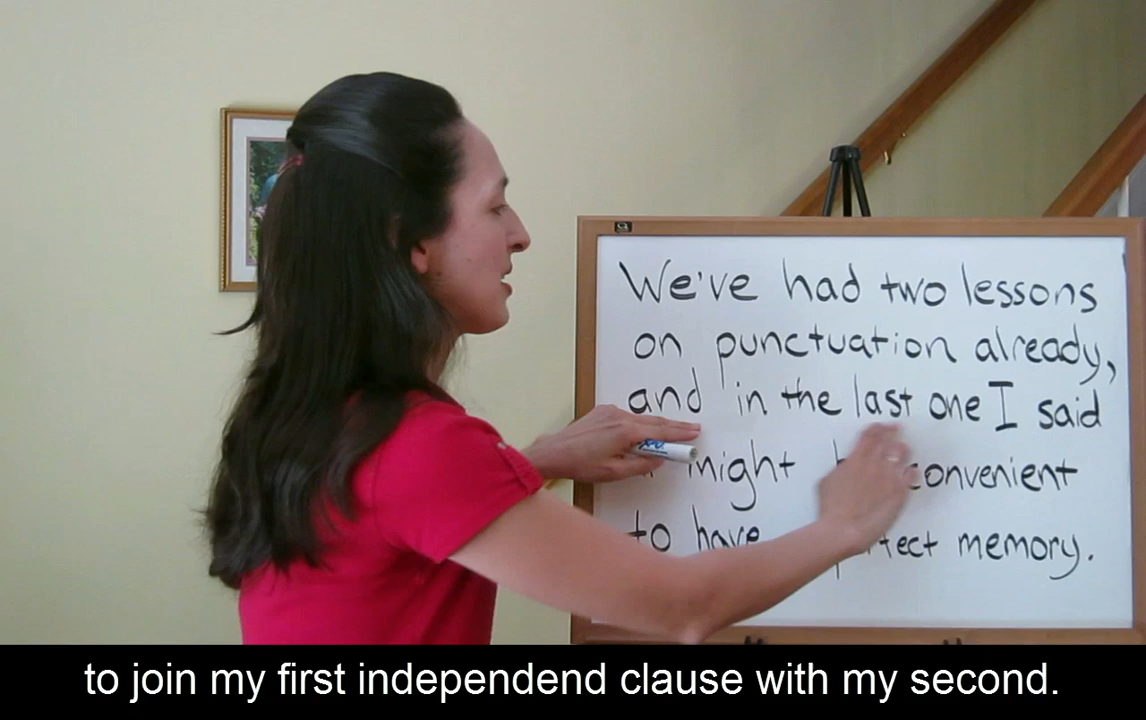 We've had two lessons
on punctuation already,
and in the last one I said
might convenient
to have memory.
to join my first independend clause with my second.